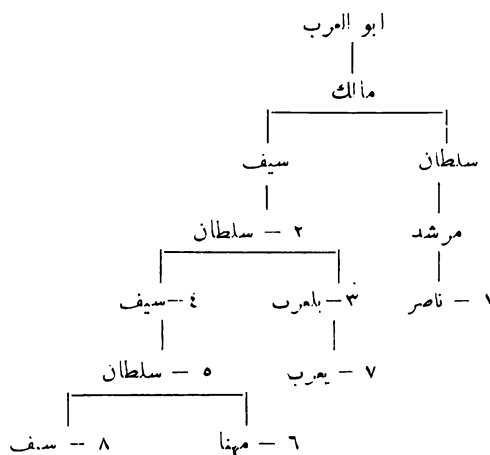 ابو العرب
مالك
سلطان سيف
مرشد ٢ – سلطان
١ – ناصر ٣ – بلعرب ٤ – سيف
٧ – يعرب ٥ – سلطان
٦ – مهنا ٨ – سيف